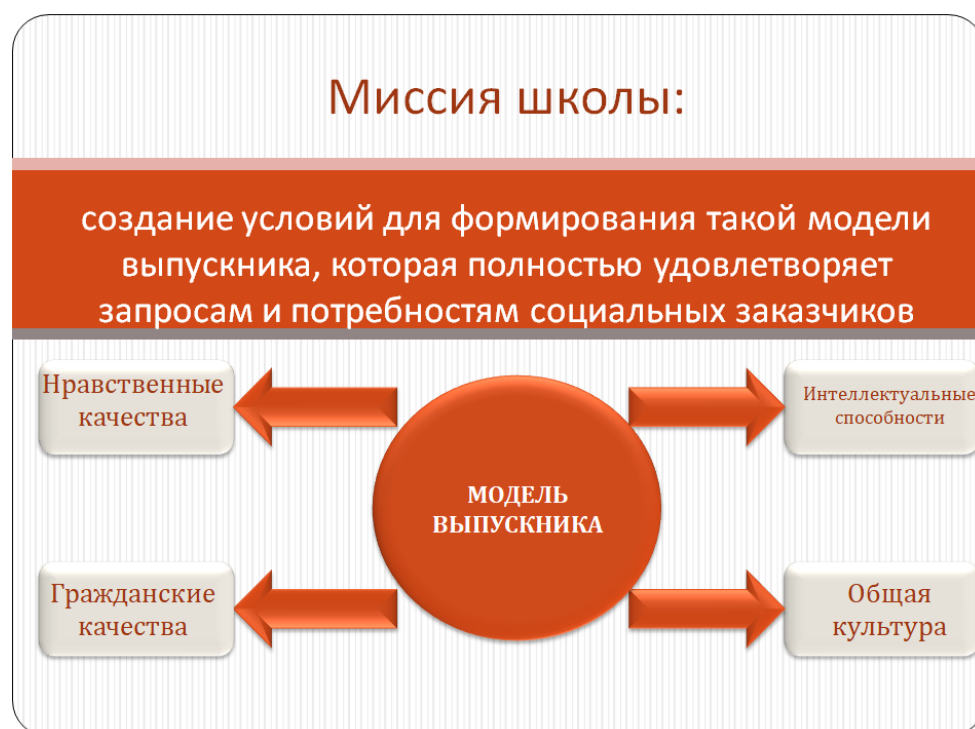 Миссия школы:
создание условий для формирования такой модели
выпускника, которая полностью удовлетворяет
запросам и потребностям социальных заказчиков
Нравственные
качества
Интеллектуальные
способности
МОДЕЛЬ
ВЫПУСКНИКА
Гражданские
качества
Общая
культура